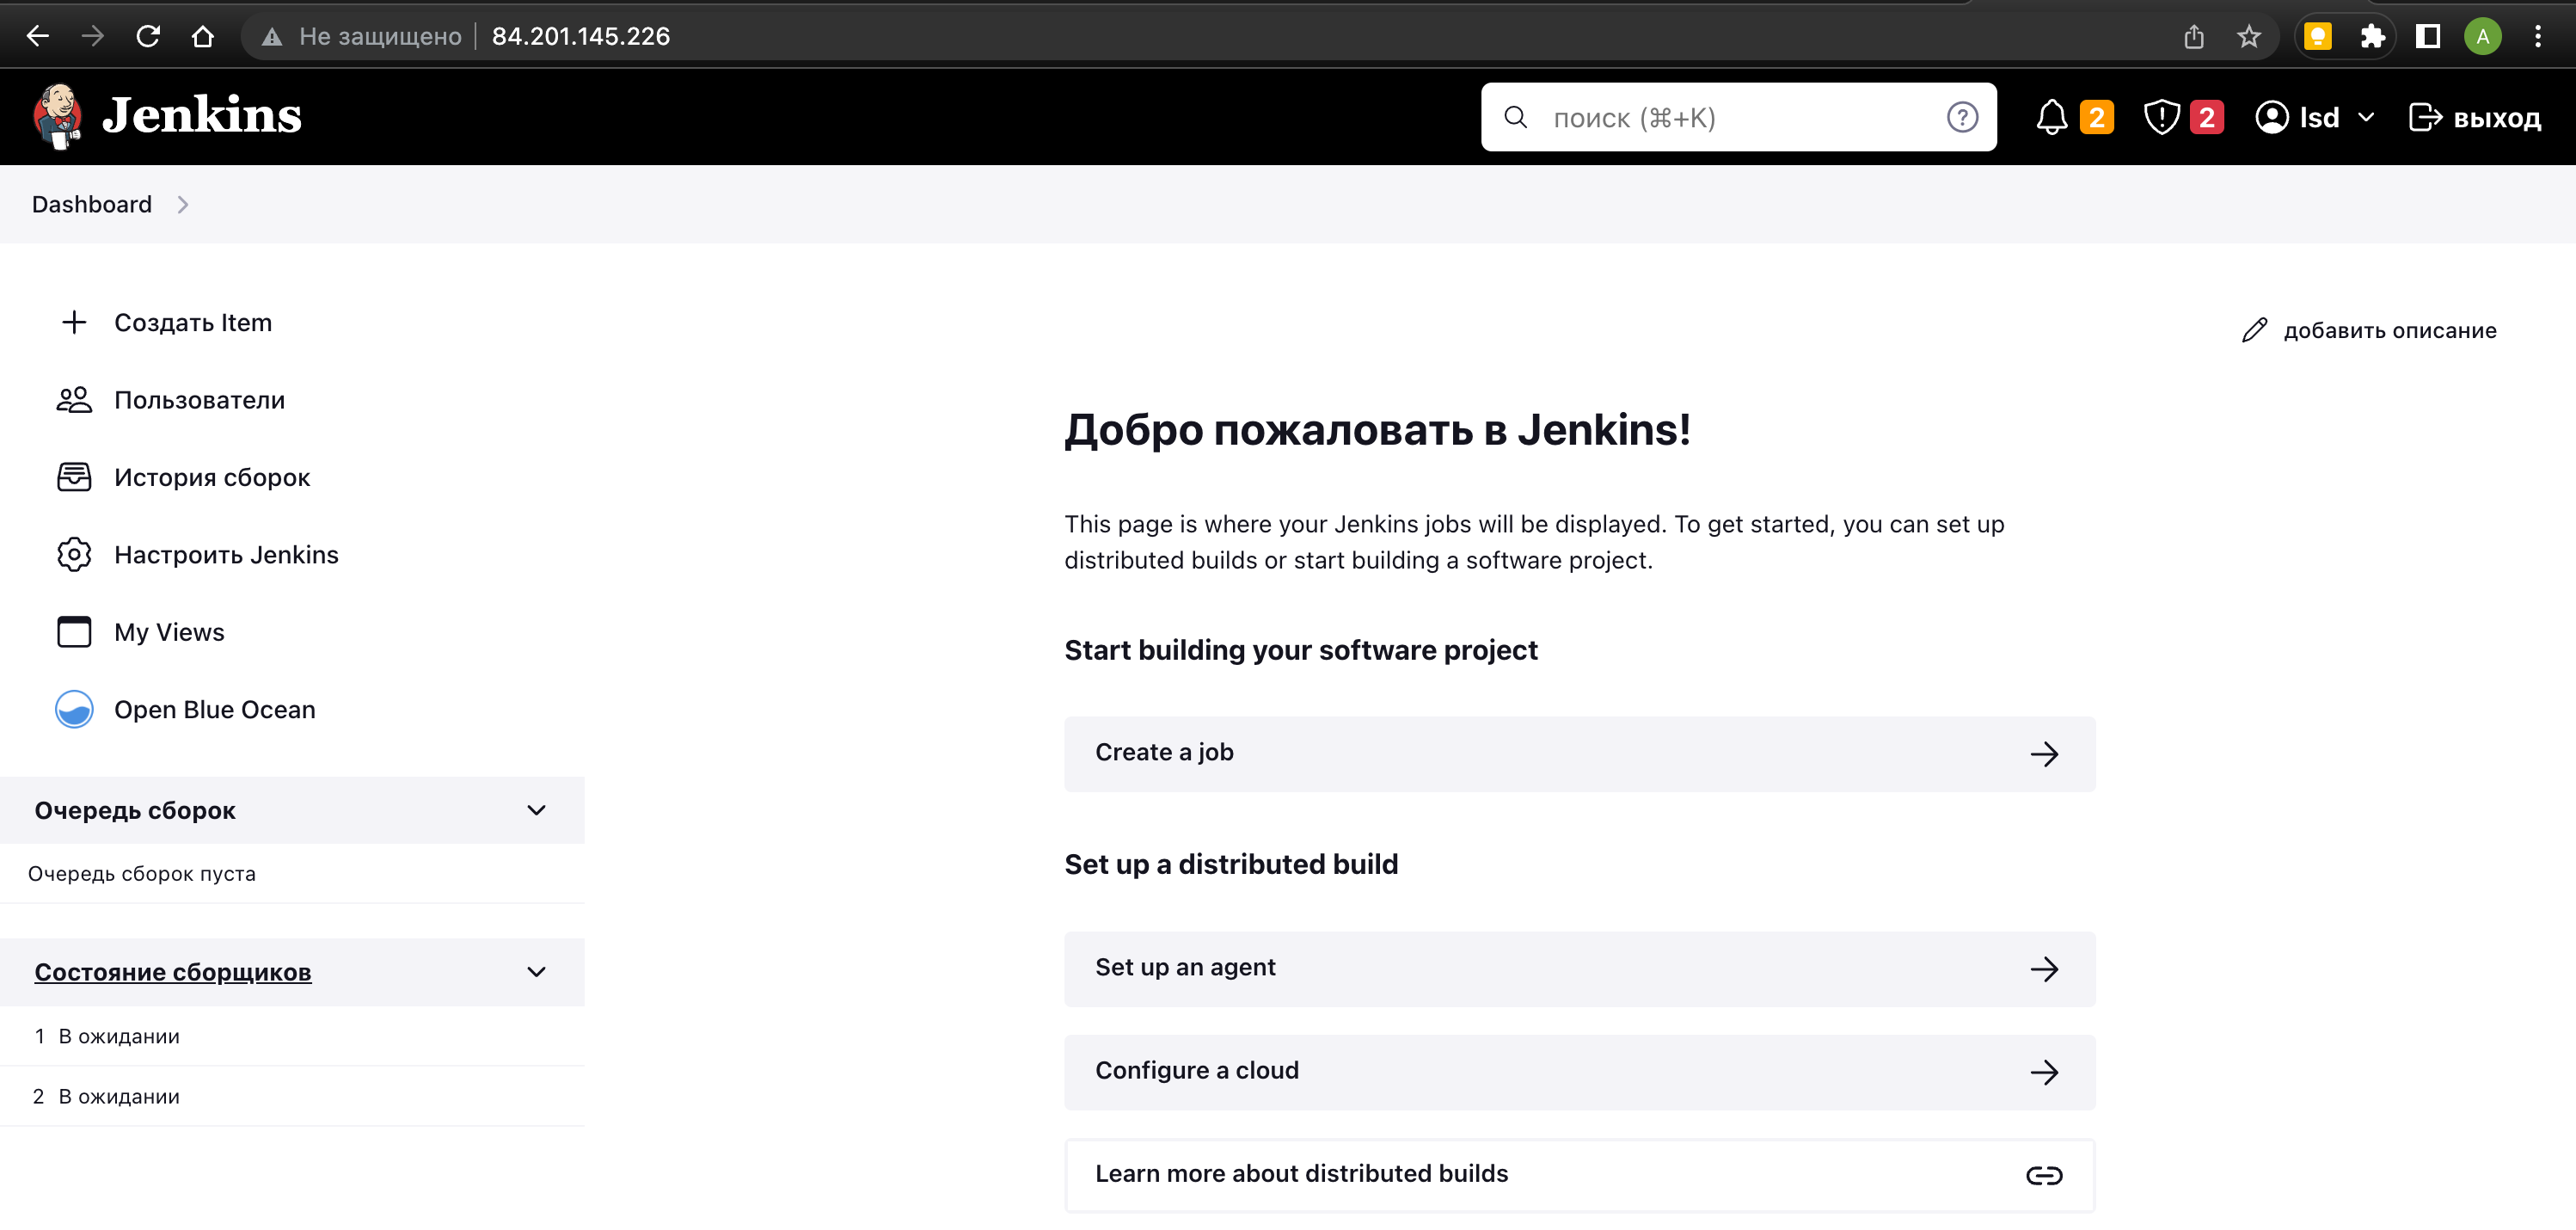 Не защищено 84.201.145.226
A
Jenkins
поиск (⌘+K)
2
2
lsd
выход
Dashboard
Создать Item
Пользователи
История сборок
Настроить Jenkins
My Views
Open Blue Ocean
Очередь сборок
Очередь сборок пуста
Состояние сборщиков
1 В ожидании
2 В ожидании
добавить описание
Добро пожаловать в Jenkins!
This page is where your Jenkins jobs will be displayed. To get started, you can set up
distributed builds or start building a software project.
Start building your software project
Create a job
Set up a distributed build
Set up an agent
Configure a cloud
Learn more about distributed builds